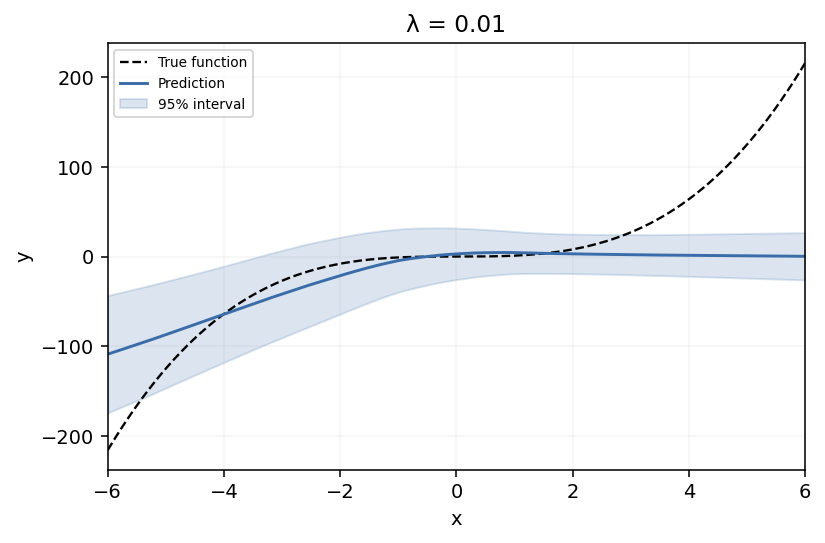 λ = 0.01
True function
Prediction
95% interval
y
200
100
0
−100
−200
−6
−4
−2
0
2
4
6
x